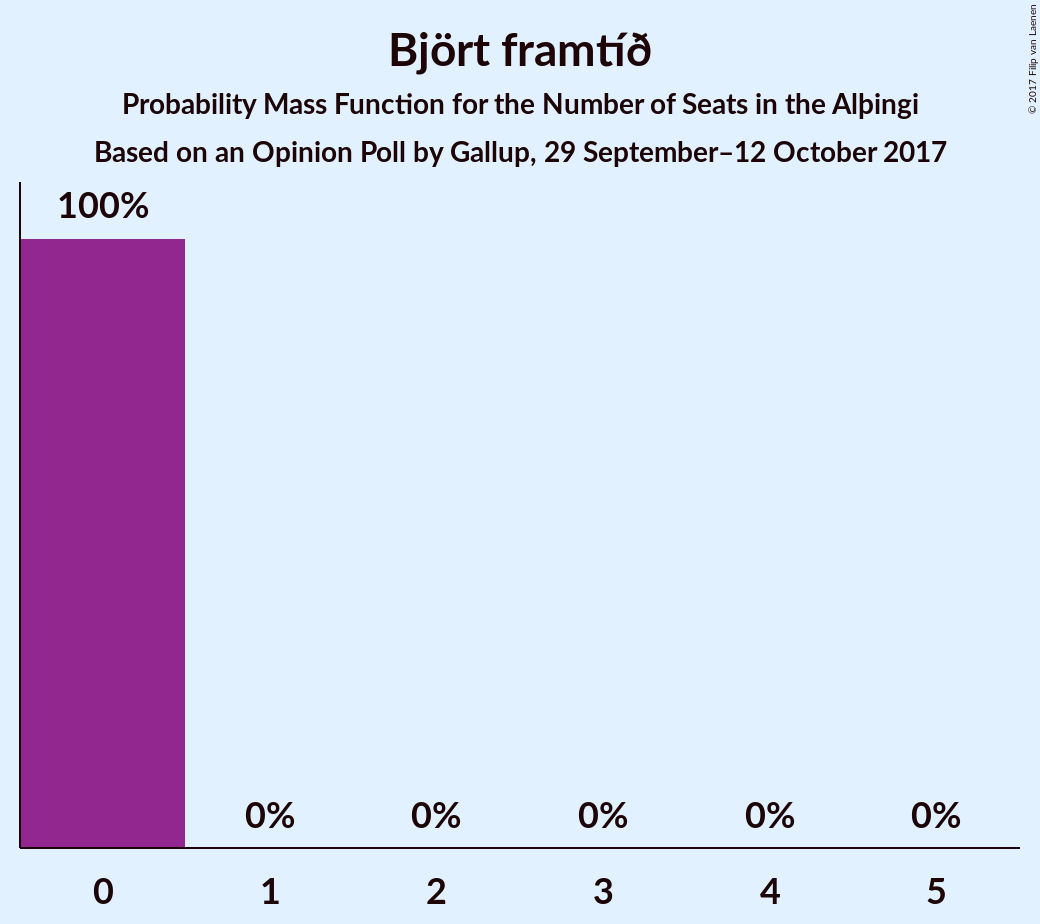 Björt framtíð
Probability Mass Function for the Number of Seats in the Alþingi
Based on an Opinion Poll by Gallup, 29 September–12 October 2017
100%
0% 0% 0% 0% 0%
0 1 2 3 4 5
© 2017 Filip van Laenen